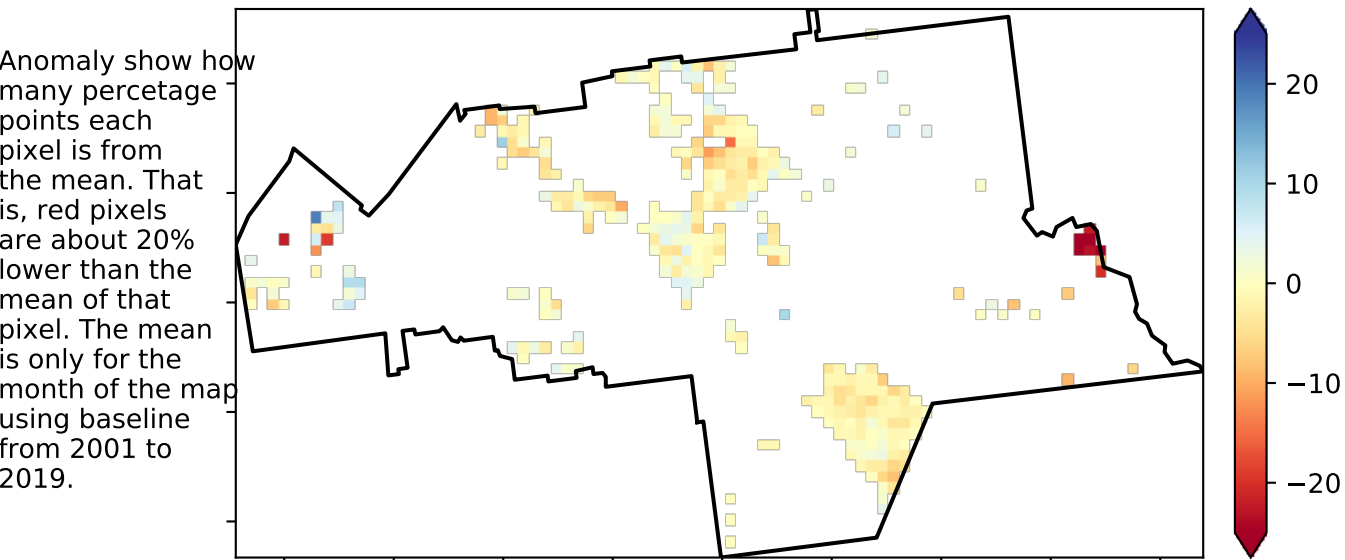 Anomaly show how
many percetage
points each
pixel is from
the mean. That
is, red pixels
are about 20%
lower than the
mean of that
pixel. The mean
is only for the
month of the map
using baseline
from 2001 to
2019.
20
10
0
−10
−20